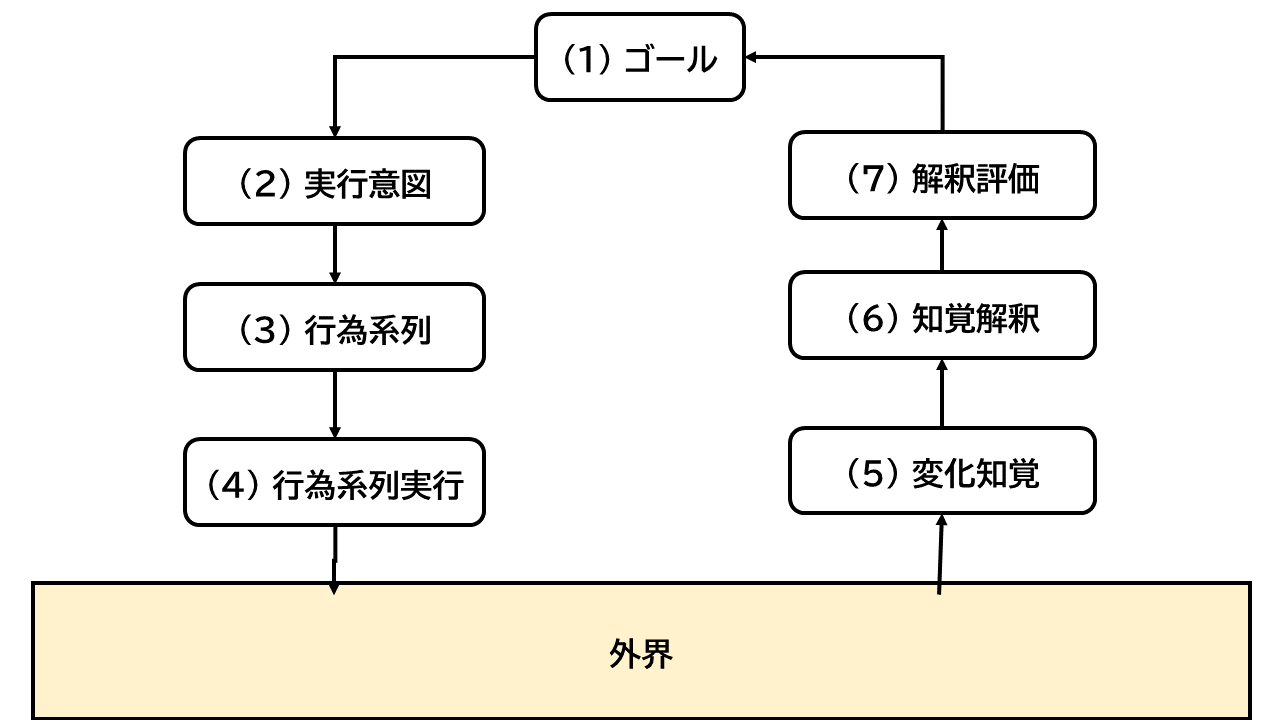 （1）ゴール
（2）実行意図
（3）行為系列
（4）行為系列実行
（7）解釈評価
（6）知覚解釈
（5）変化知覚
外界